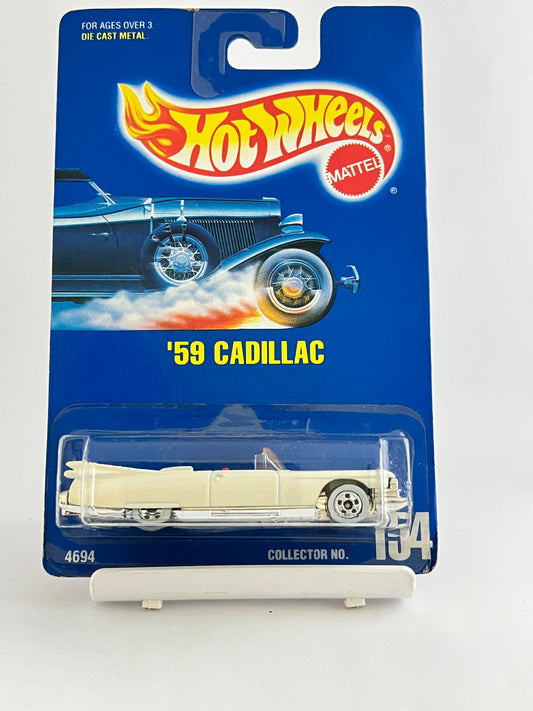 FOR AGES OVER 3.
DIE CAST METAL.
HOT WHEELS®
MATTEL
®
'59 CADILLAC
4694
COLLECTOR NO.
154